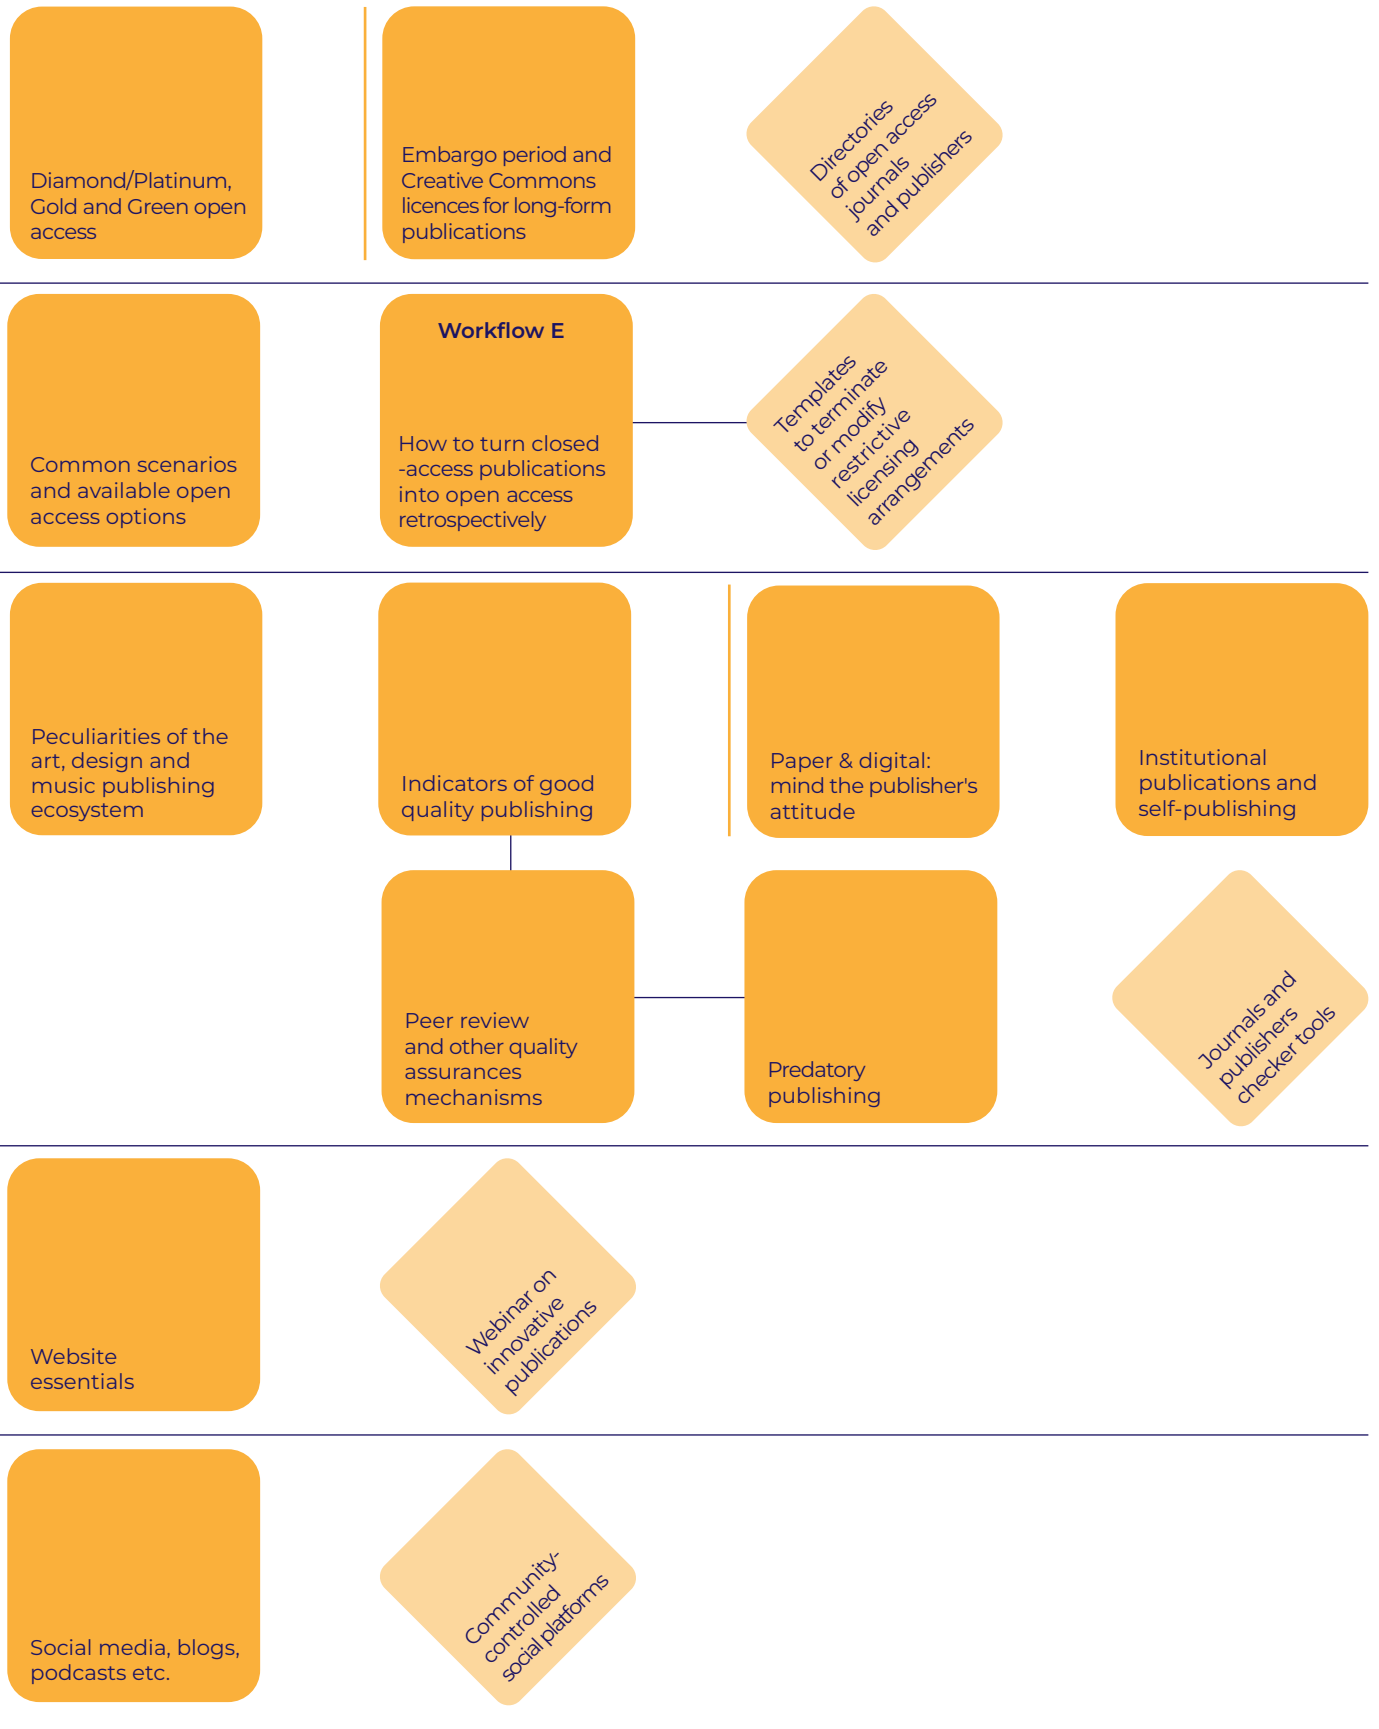 Diamond/Platinum,
Gold and Green open
access
Embargo period and
Creative Commons
licences for long-form
publications
Directories
of open access
journals
and publishers
Common scenarios
and available open
access options
Workflow E
How to turn closed
-access publications
into open access
retrospectively
Templates
to terminate
or modify
restrictive
licensing
arrangements
Peculiarities of the
art, design and
music publishing
ecosystem
Indicators of good
quality publishing
Paper & digital:
mind the publisher's
attitude
Institutional
publications and
self-publishing
Peer review
and other quality
assurances
mechanisms
Predatory
publishing
Journals and
publishers
checker tools
Website
essentials
Webinar on
innovative
publications
Social media, blogs,
podcasts etc.
Community-
controlled
social platforms